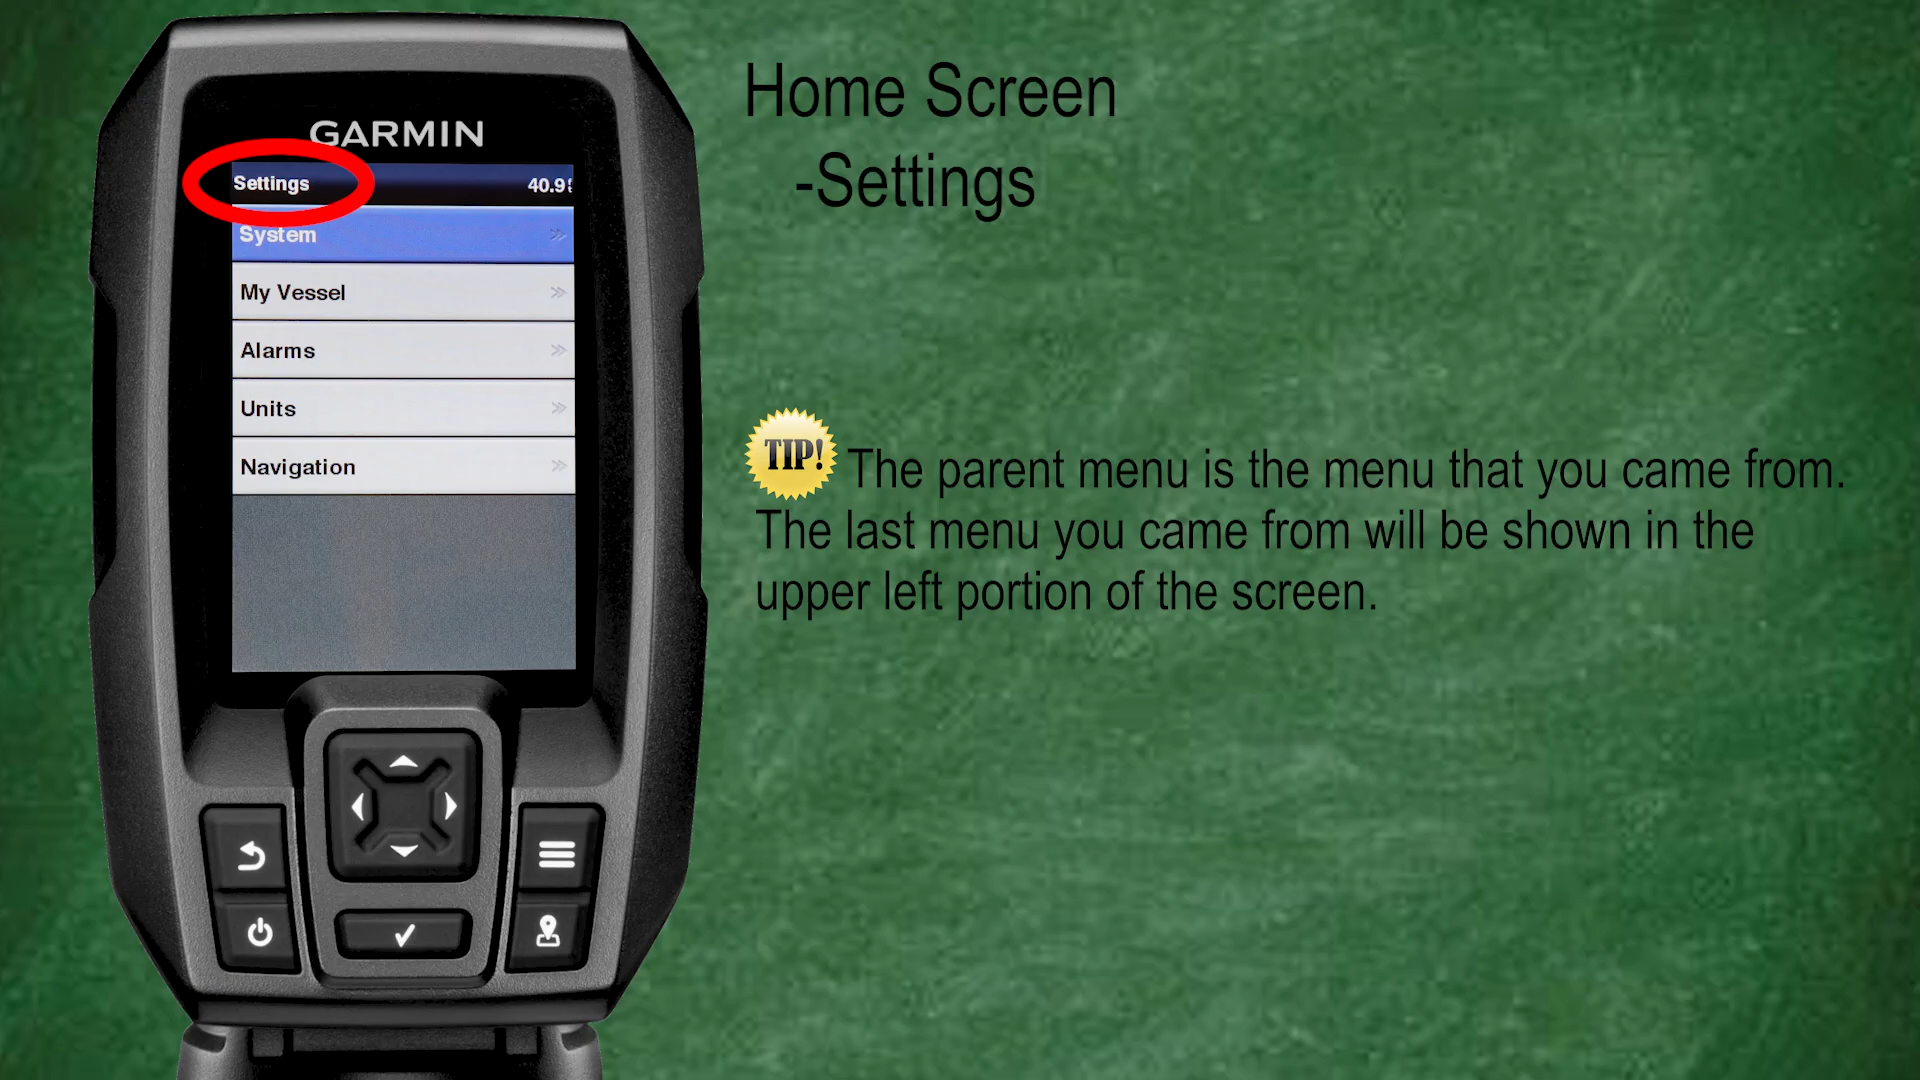 GARMIN
Settings 40.9
System
My Vessel
Alarms
Units
Navigation
Home Screen
-Settings
TIP! The parent menu is the menu that you came from.
The last menu you came from will be shown in the
upper left portion of the screen.